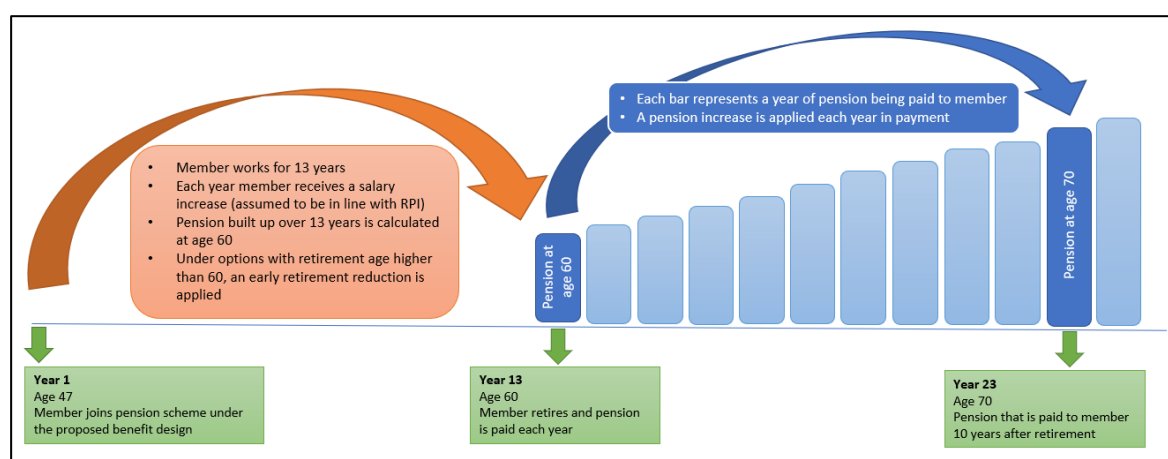 • Each bar represents a year of pension being paid to member
• A pension increase is applied each year in payment
• Member works for 13 years
• Each year member receives a salary
increase (assumed to be in line with RPI)
• Pension built up over 13 years is calculated
at age 60
• Under options with retirement age higher
than 60, an early retirement reduction is
applied
Pension at
age 60
Pension at age 70
Year 1
Age 47
Member joins pension scheme under
the proposed benefit design
Year 13
Age 60
Member retires and pension
is paid each year
Year 23
Age 70
Pension that is paid to member
10 years after retirement